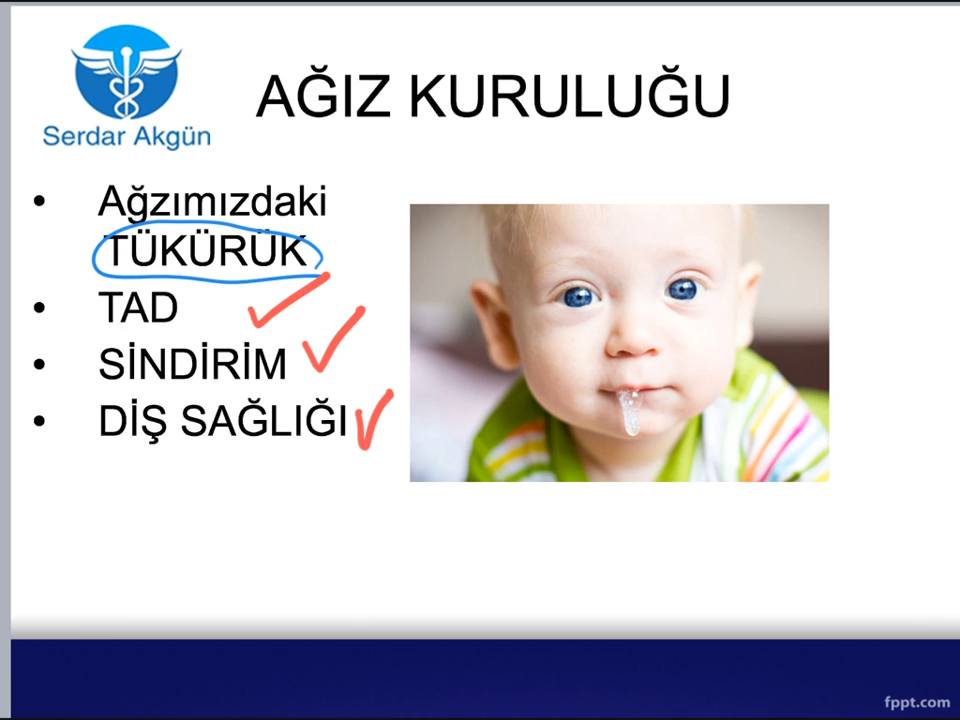 Serdar Akgün
AĞIZ KURULUĞU
• Ağzımızdaki
TÜKÜRÜK
• TAD
• SİNDİRİM
• DİŞ SAĞLIĞI
fppt.com